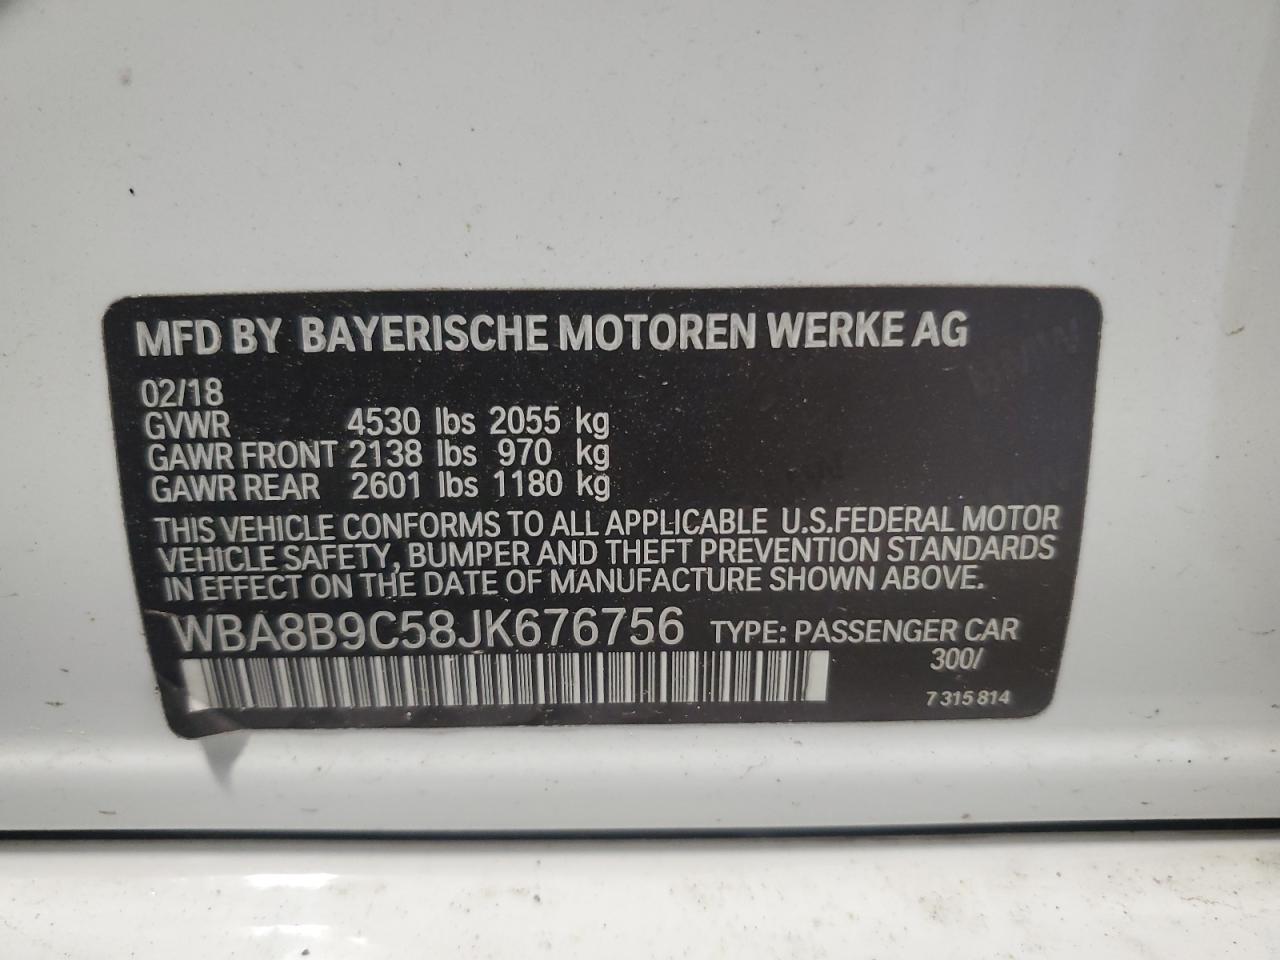 MFD BY BAYERISCHE MOTOREN WERKE AG
02/18
GVWR 4530 lbs 2055 kg
GAWR FRONT 2138 lbs 970 kg
GAWR REAR 2601 lbs 1180 kg
THIS VEHICLE CONFORMS TO ALL APPLICABLE U.S.FEDERAL MOTOR
VEHICLE SAFETY, BUMPER AND THEFT PREVENTION STANDARDS
IN EFFECT ON THE DATE OF MANUFACTURE SHOWN ABOVE.
WBA8B9C58JK676756 TYPE: PASSENGER CAR
300/
7 315 814